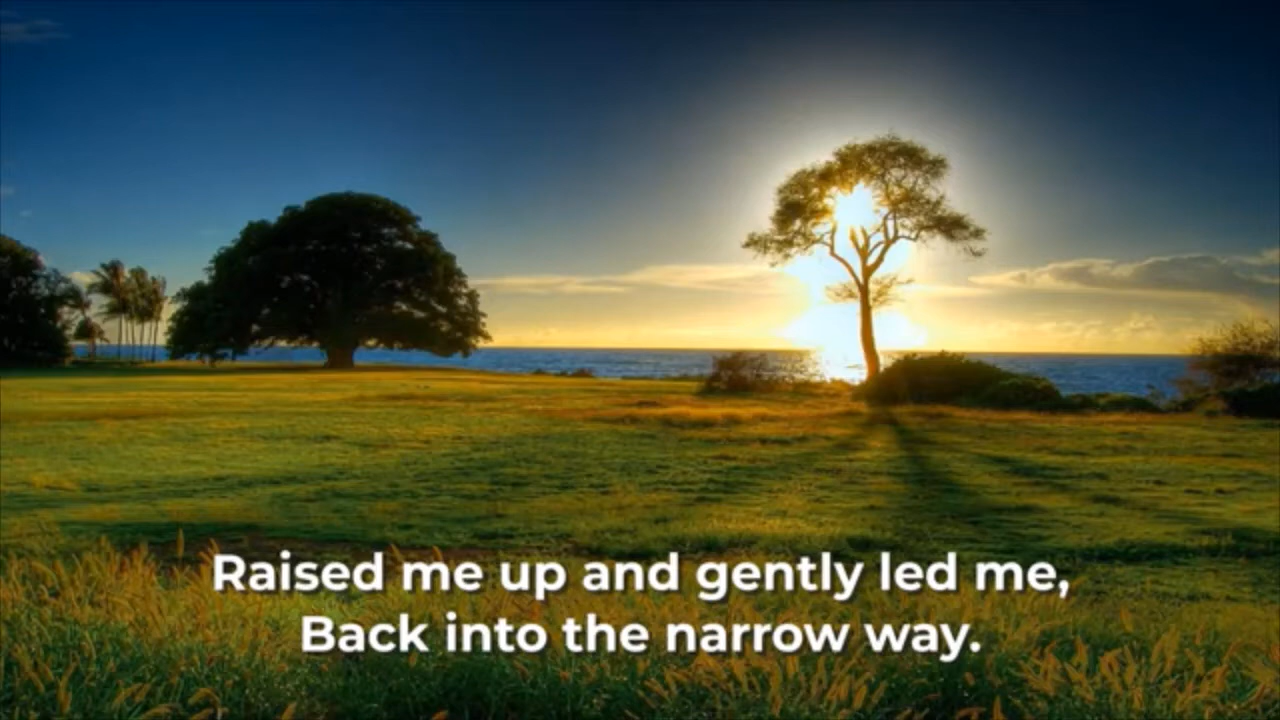 Raised me up and gently led me,
Back into the narrow way.